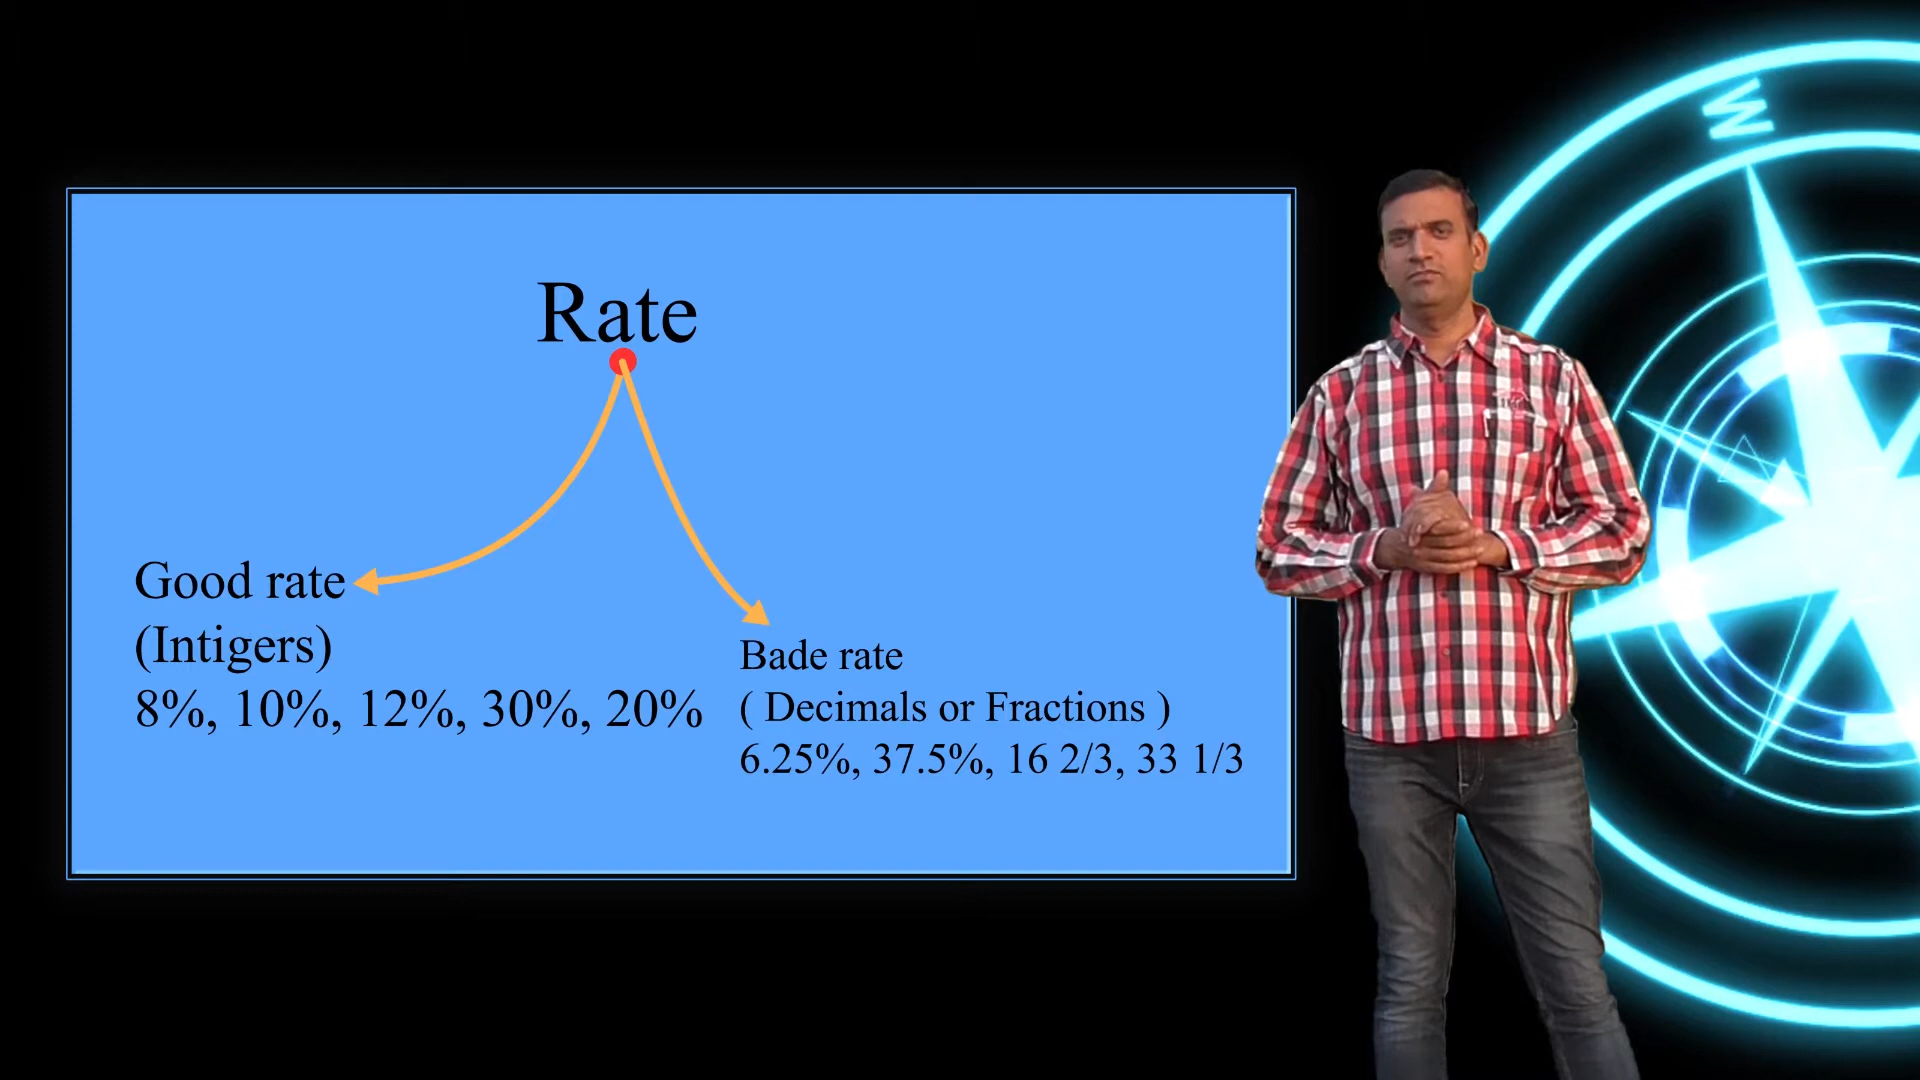 Rate
Good rate
(Intigers)
8%, 10%, 12%, 30%, 20%
Bade rate
( Decimals or Fractions )
6.25%, 37.5%, 16 2/3, 33 1/3
W